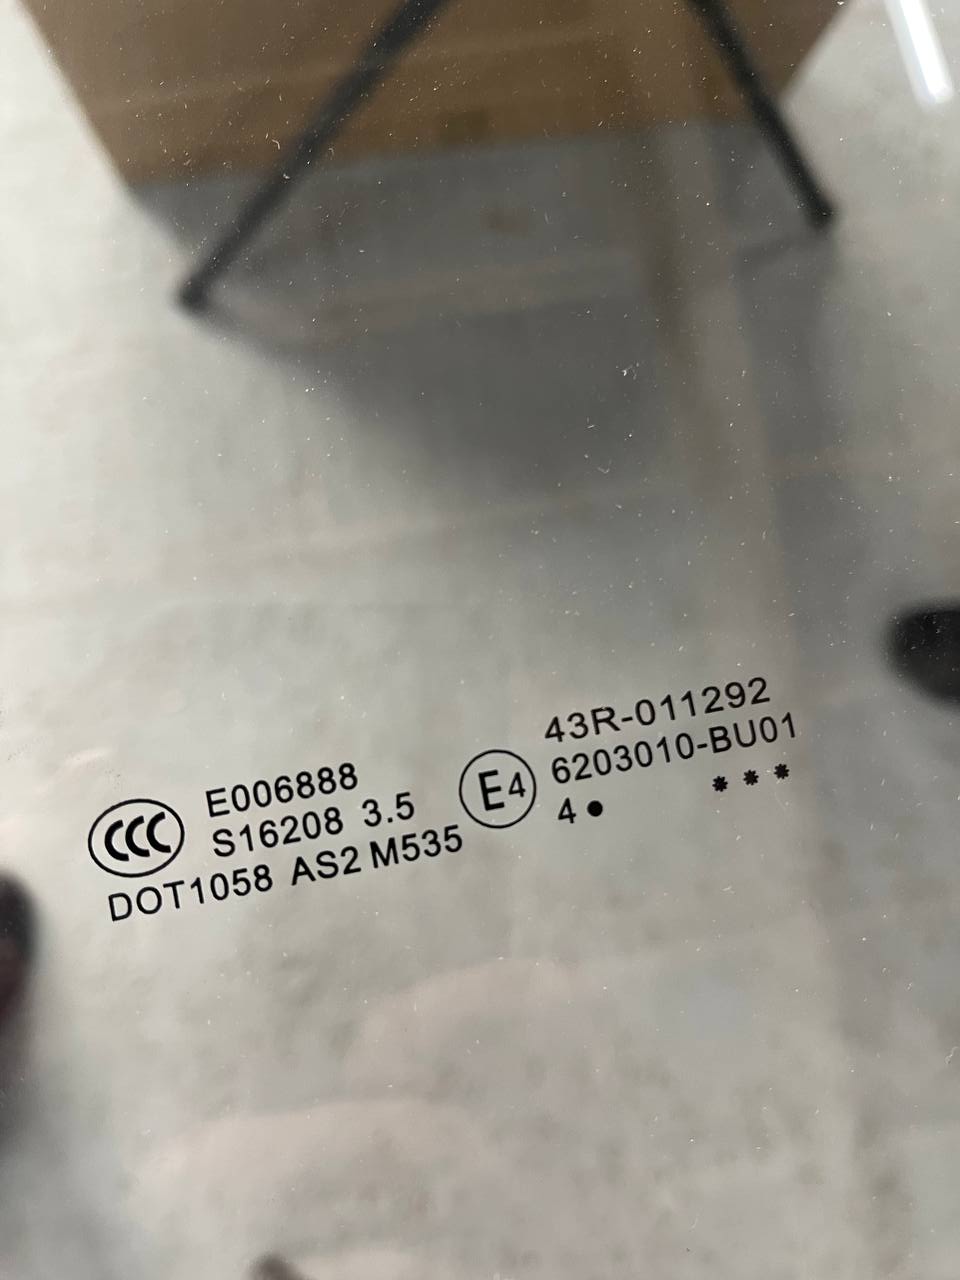 CCC
E006888
S16208 3.5
DOT1058 AS2 M535
E4
43R-011292
6203010-BU01
4 ● * * *